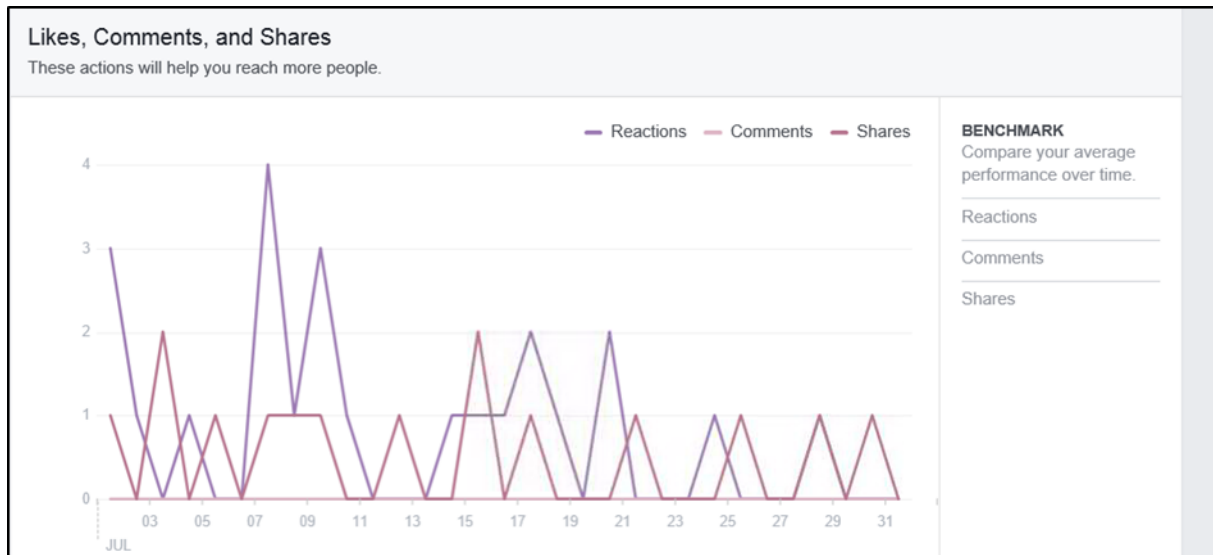 Likes, Comments, and Shares
These actions will help you reach more people.
Reactions Comments Shares
4
3
2
1
0
03 05 07 09 11 13 15 17 19 21 23 25 27 29 31
JUL
BENCHMARK
Compare your average
performance over time.
Reactions
Comments
Shares